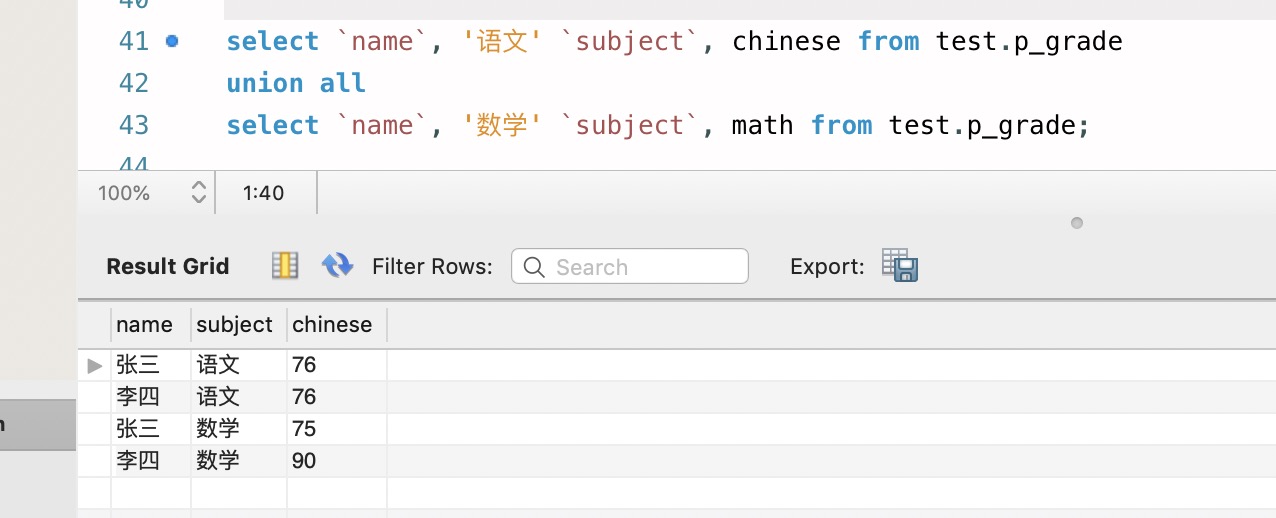 40
41 select `name`, '语文' `subject`, chinese from test.p_grade
42 union all
43 select `name`, '数学' `subject`, math from test.p_grade;
44
100% 1:40
Result Grid Filter Rows: Search Export:
name subject chinese
张三 语文 76
李四 语文 76
张三 数学 75
李四 数学 90